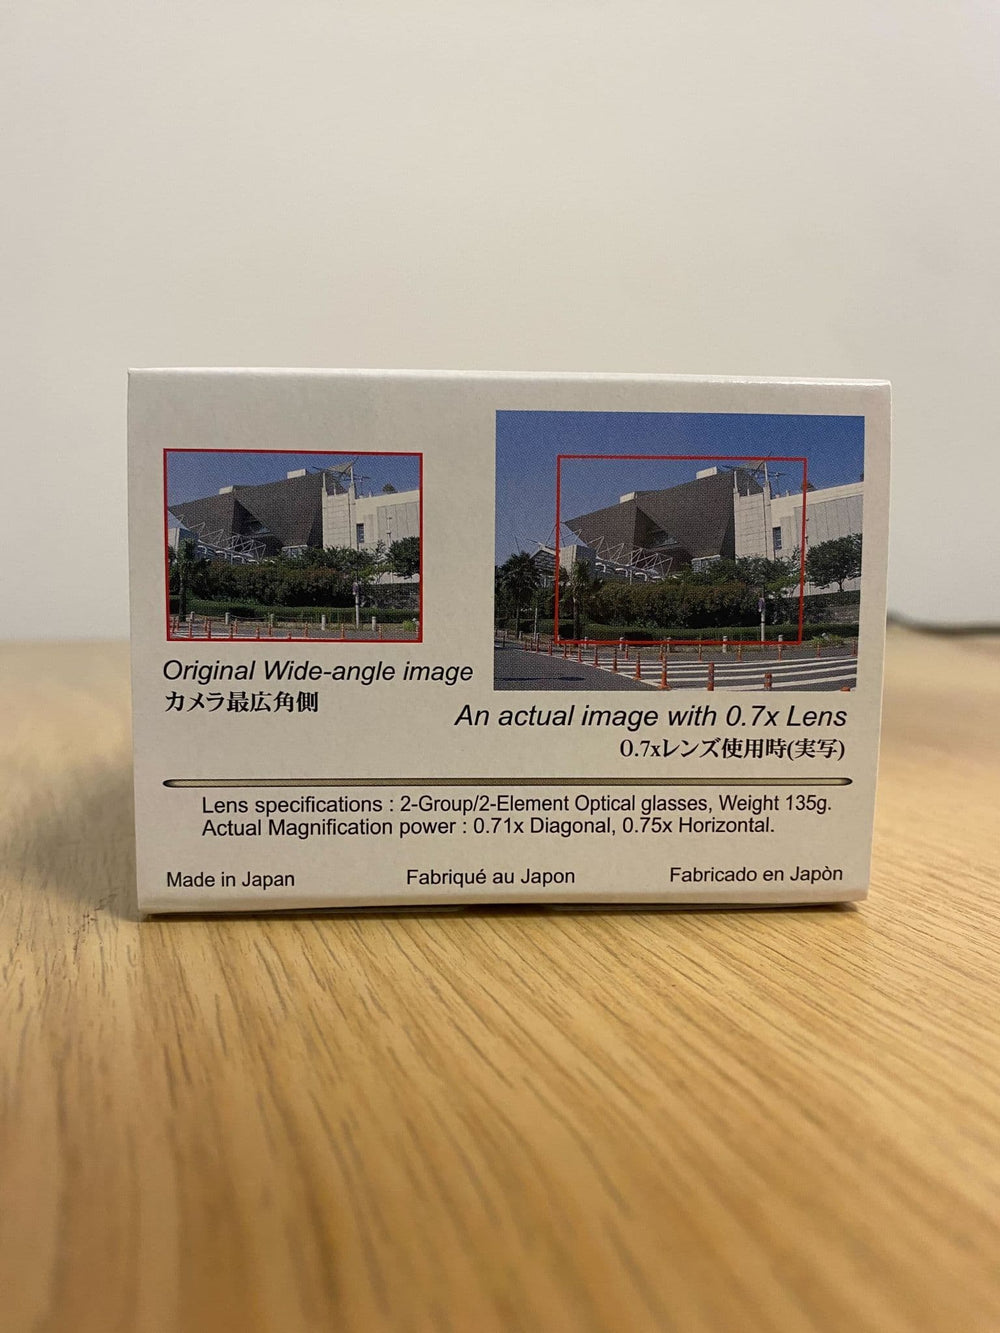 Original Wide-angle image
カメラ最広角側
An actual image with 0.7x Lens
0.7xレンズ使用時(実写)
Lens specifications : 2-Group/2-Element Optical glasses, Weight 135g.
Actual Magnification power : 0.71x Diagonal, 0.75x Horizontal.
Made in Japan
Fabriqué au Japon
Fabricado en Japòn